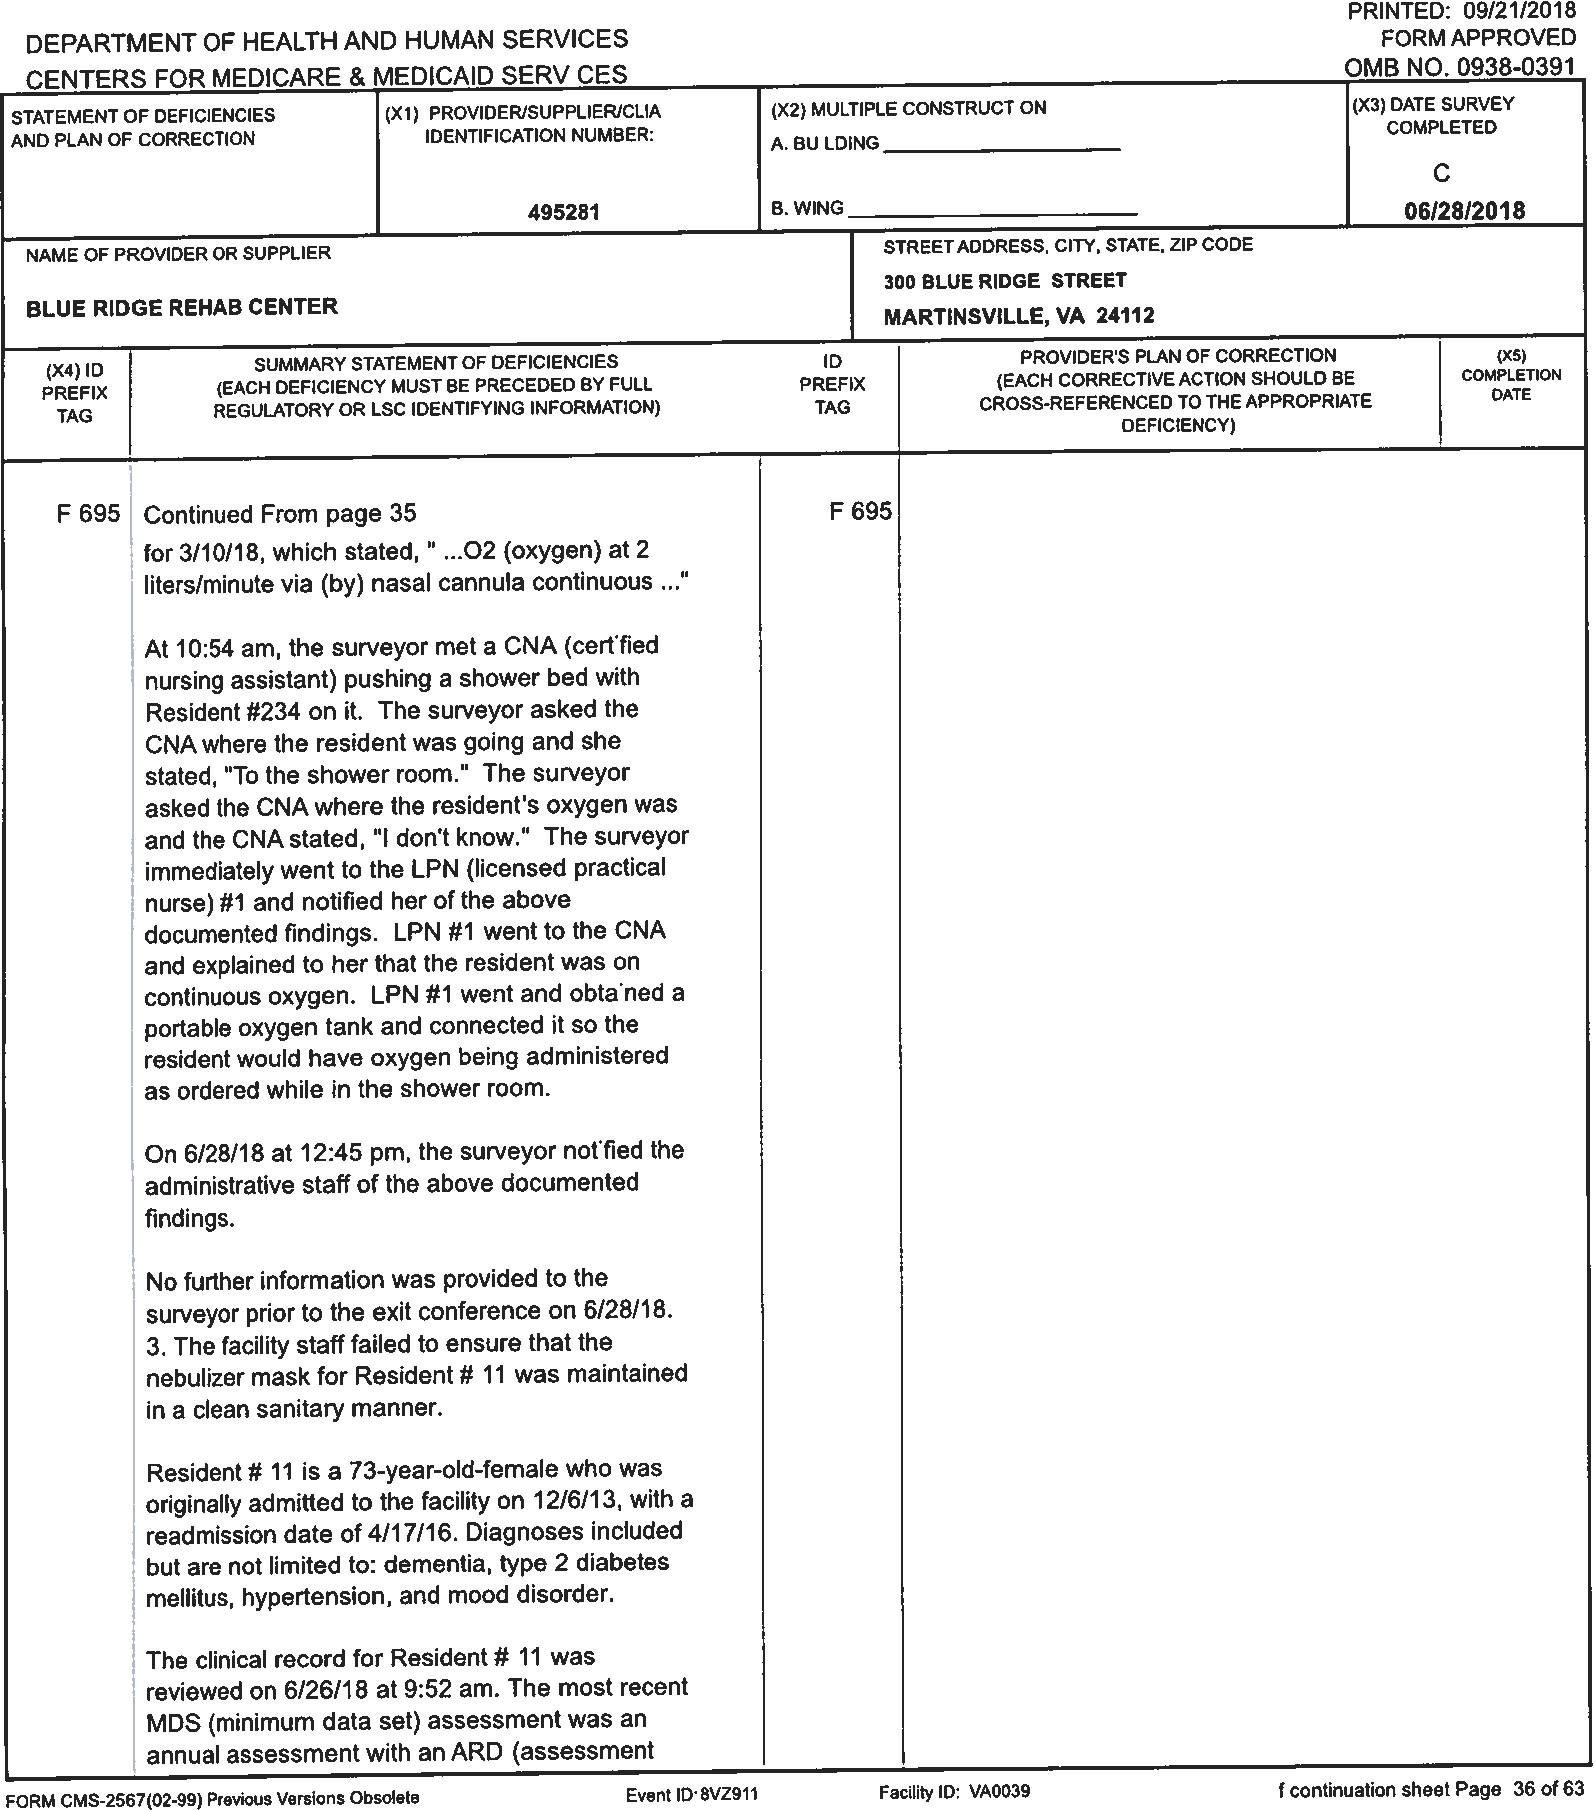 PRINTED: 09/21/2018
DEPARTMENT OF HEALTH AND HUMAN SERVICES
FORM APPROVED
CENTERS FOR MEDICARE & MEDICAID SERV CES
OMB NO. 0938-0391
STATEMENT OF DEFICIENCIES
AND PLAN OF CORRECTION
(X1) PROVIDER/SUPPLIER/CLIA
IDENTIFICATION NUMBER:
495281
(X2) MULTIPLE CONSTRUCT ON
A. BU LDING
B. WING
(X3) DATE SURVEY
COMPLETED
C
06/28/2018
NAME OF PROVIDER OR SUPPLIER
BLUE RIDGE REHAB CENTER
STREET ADDRESS, CITY, STATE, ZIP CODE
300 BLUE RIDGE STREET
MARTINSVILLE, VA 24112
(X4) ID
PREFIX
TAG
SUMMARY STATEMENT OF DEFICIENCIES
(EACH DEFICIENCY MUST BE PRECEDED BY FULL
REGULATORY OR LSC IDENTIFYING INFORMATION)
ID
PREFIX
TAG
PROVIDER'S PLAN OF CORRECTION
(EACH CORRECTIVE ACTION SHOULD BE
CROSS-REFERENCED TO THE APPROPRIATE
DEFICIENCY)
(X5)
COMPLETION
DATE
F 695 Continued From page 35
F 695
for 3/10/18, which stated, " ...O2 (oxygen) at 2
liters/minute via (by) nasal cannula continuous ..."
At 10:54 am, the surveyor met a CNA (cert'fied
nursing assistant) pushing a shower bed with
Resident #234 on it. The surveyor asked the
CNA where the resident was going and she
stated, "To the shower room." The surveyor
asked the CNA where the resident's oxygen was
and the CNA stated, "I don't know." The surveyor
immediately went to the LPN (licensed practical
nurse) #1 and notified her of the above
documented findings. LPN #1 went to the CNA
and explained to her that the resident was on
continuous oxygen. LPN #1 went and obta'ned a
portable oxygen tank and connected it so the
resident would have oxygen being administered
as ordered while in the shower room.
On 6/28/18 at 12:45 pm, the surveyor not'fied the
administrative staff of the above documented
findings.
No further information was provided to the
surveyor prior to the exit conference on 6/28/18.
3. The facility staff failed to ensure that the
nebulizer mask for Resident # 11 was maintained
in a clean sanitary manner.
Resident # 11 is a 73-year-old-female who was
originally admitted to the facility on 12/6/13, with a
readmission date of 4/17/16. Diagnoses included
but are not limited to: dementia, type 2 diabetes
mellitus, hypertension, and mood disorder.
The clinical record for Resident # 11 was
reviewed on 6/26/18 at 9:52 am. The most recent
MDS (minimum data set) assessment was an
annual assessment with an ARD (assessment
FORM CMS-2567(02-99) Previous Versions Obsolete
Event ID: 8VZ911
Facility ID: VA0039
f continuation sheet Page 36 of 63